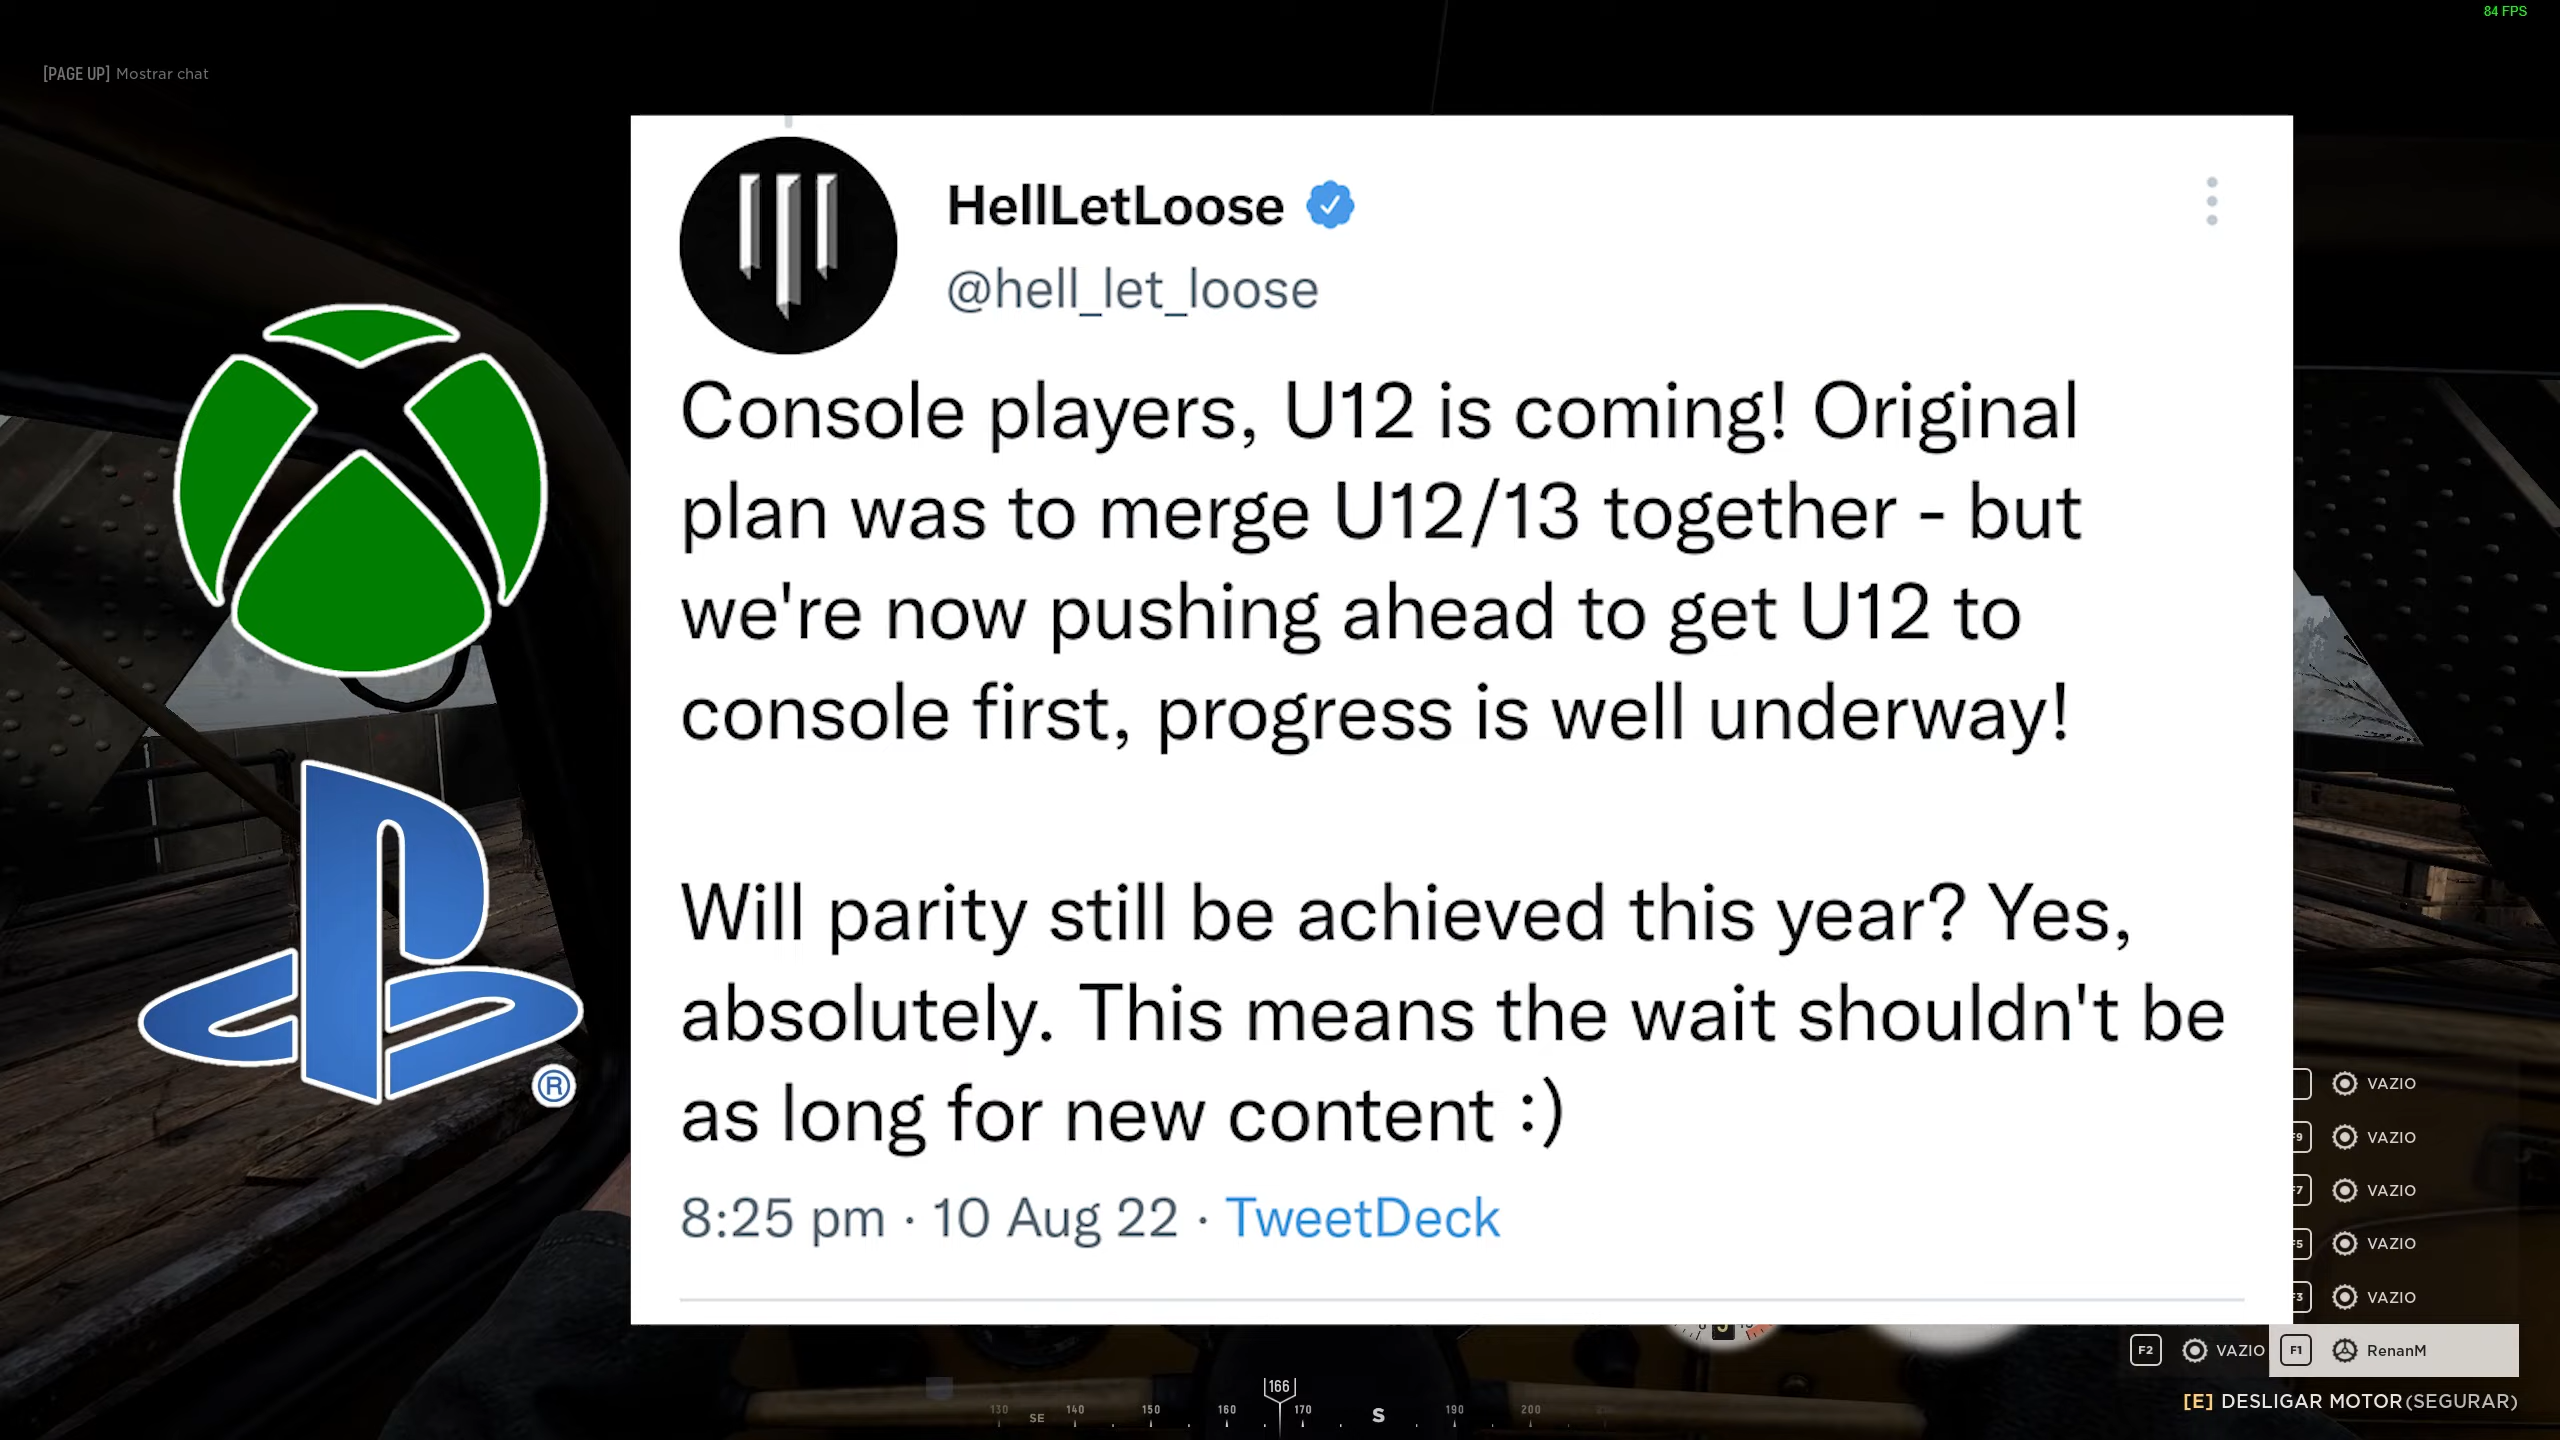 84 FPS
[PAGE UP] Mostrar chat
HellLetLoose
@hell_let_loose
Console players, U12 is coming! Original
plan was to merge U12/13 together - but
we're now pushing ahead to get U12 to
console first, progress is well underway!
Will parity still be achieved this year? Yes,
absolutely. This means the wait shouldn't be
as long for new content :)
8:25 pm · 10 Aug 22 · TweetDeck
®
VAZIO
F9 VAZIO
F7 VAZIO
F5 VAZIO
F3 VAZIO
F2 VAZIO F1 RenanM
[E] DESLIGAR MOTOR (SEGURAR)
166
130 SE 140 150 160 170 S 190 200